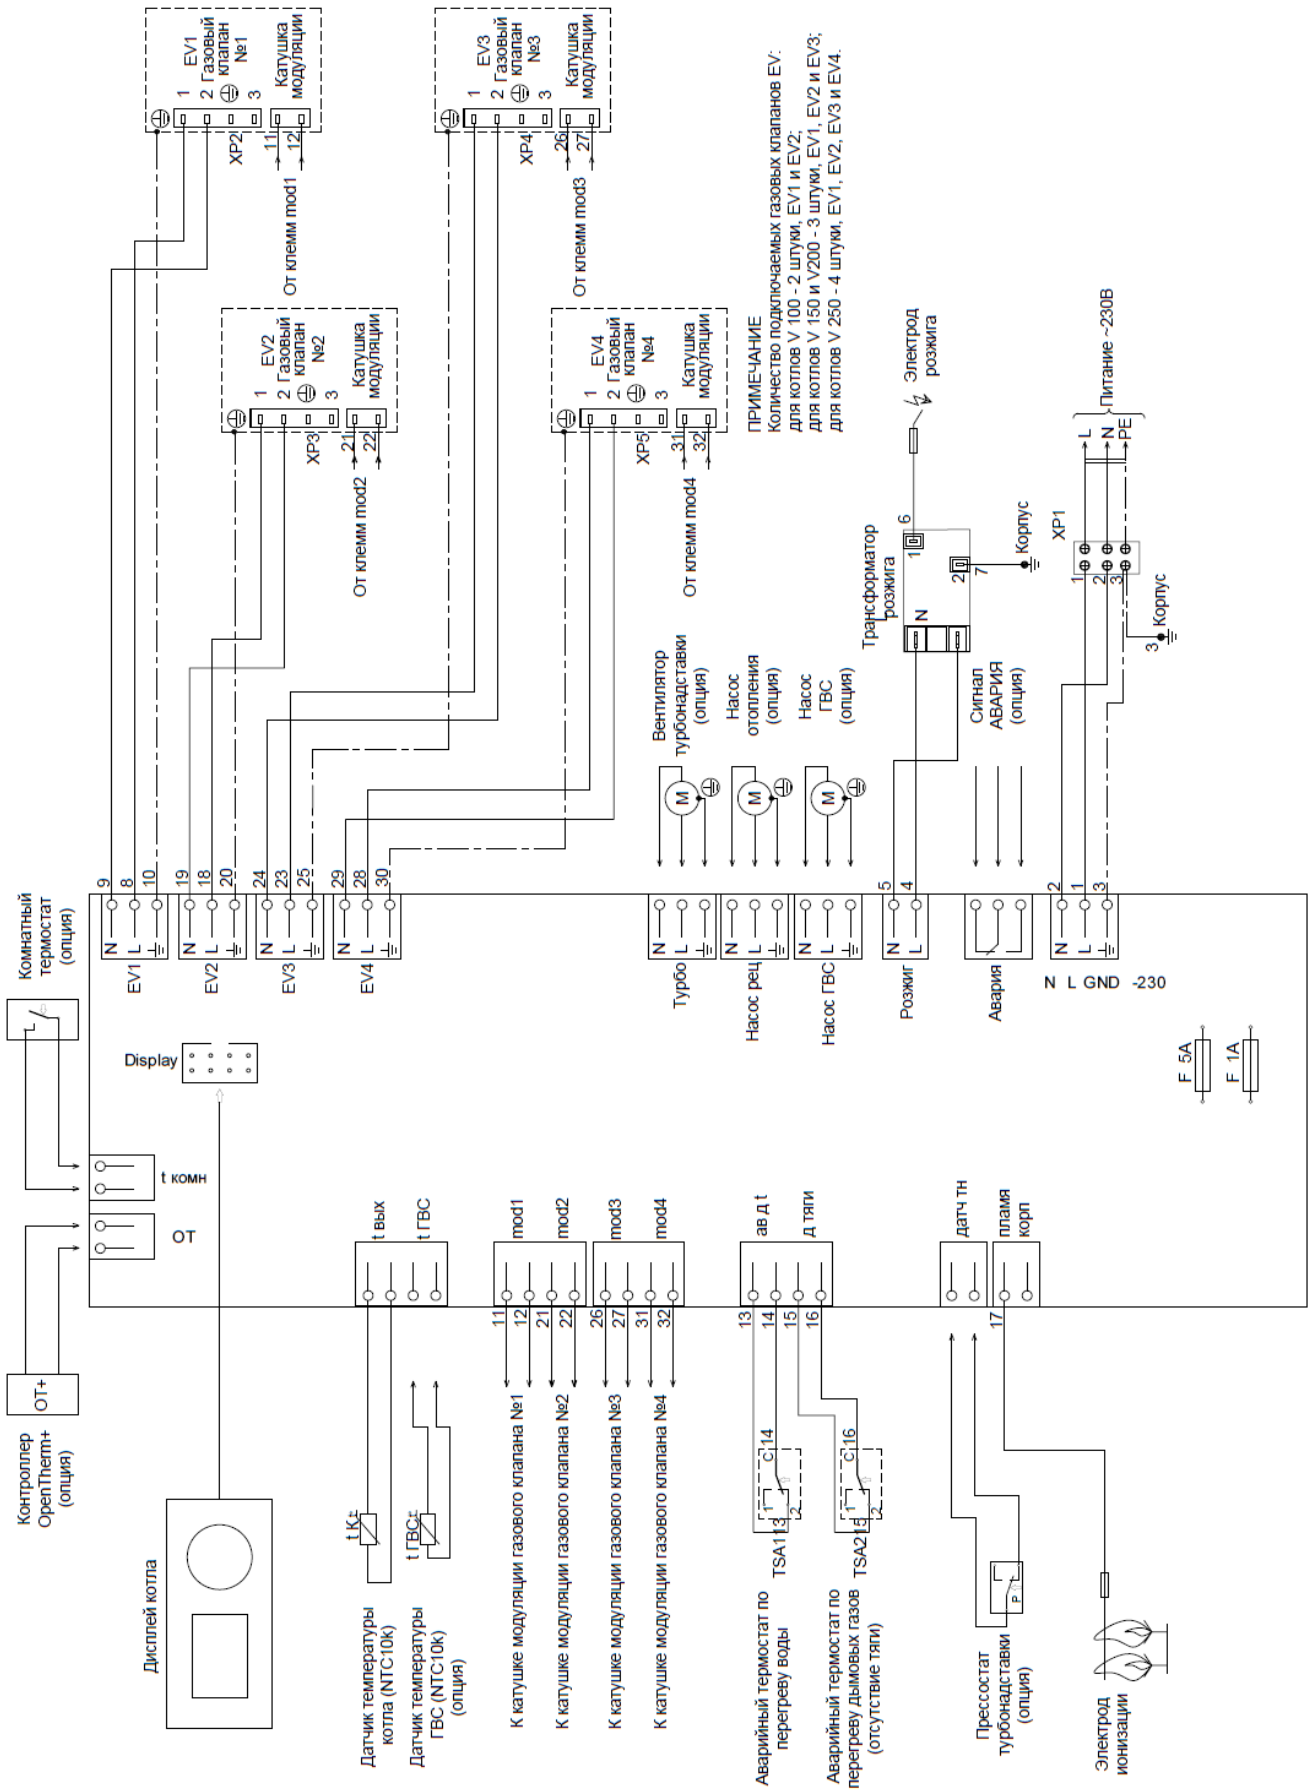 EV1
Газовый
клапан
№1
1
2
3
Катушка
модуляции
XP2
11
12
От клемм mod1
EV3
Газовый
клапан
№3
1
2
3
Катушка
модуляции
XP4
26
27
От клемм mod3
EV2
Газовый
клапан
№2
1
2
3
Катушка
модуляции
XP3
21
22
От клемм mod2
EV4
Газовый
клапан
№4
1
2
3
Катушка
модуляции
XP5
31
32
От клемм mod4
ПРИМЕЧАНИЕ
Количество подключаемых газовых клапанов EV:
для котлов V 100 - 2 штуки, EV1 и EV2;
для котлов V 150 и V200 - 3 штуки, EV1, EV2 и EV3;
для котлов V 250 - 4 штуки, EV1, EV2, EV3 и EV4.
Электрод
розжига
Трансформатор
розжига
L
N
6
1
2
7
Корпус
Питание ~230В
L
N
PE
XP1
1
2
3
3
Корпус
Вентилятор
турбонадставки
(опция)
M
Насос
отопления
(опция)
M
Насос
ГВС
(опция)
M
Сигнал
АВАРИЯ
(опция)
Комнатный
термостат
(опция)
9
8
10
N
L
EV1
19
18
20
N
L
EV2
24
23
25
N
L
EV3
29
28
30
N
L
EV4
N
L
Турбо
N
L
Насос рец
N
L
Насос ГВС
5
4
N
L
Розжиг
Авария
2
1
3
N
L
N L GND -230
F 5A
F 1A
Display
t комн
OT
t вых
t ГВС
mod1
mod2
mod3
mod4
ав д t
д тяги
датч тн
пламя
корп
11
12
21
22
26
27
31
32
13
14
15
16
17
OT+
Контроллер
OpenTherm+
(опция)
Дисплей котла
t К
t
Датчик температуры
котла (NTC10k)
t ГВС
t
Датчик температуры
ГВС (NTC10k)
(опция)
К катушке модуляции газового клапана №1
К катушке модуляции газового клапана №2
К катушке модуляции газового клапана №3
К катушке модуляции газового клапана №4
C
14
1
2
13
TSA1
Аварийный термостат по
перегреву воды
C
16
1
2
15
TSA2
Аварийный термостат по
перегреву дымовых газов
(отсутствие тяги)
P
Прессостат
турбонадставки
(опция)
Электрод
ионизации